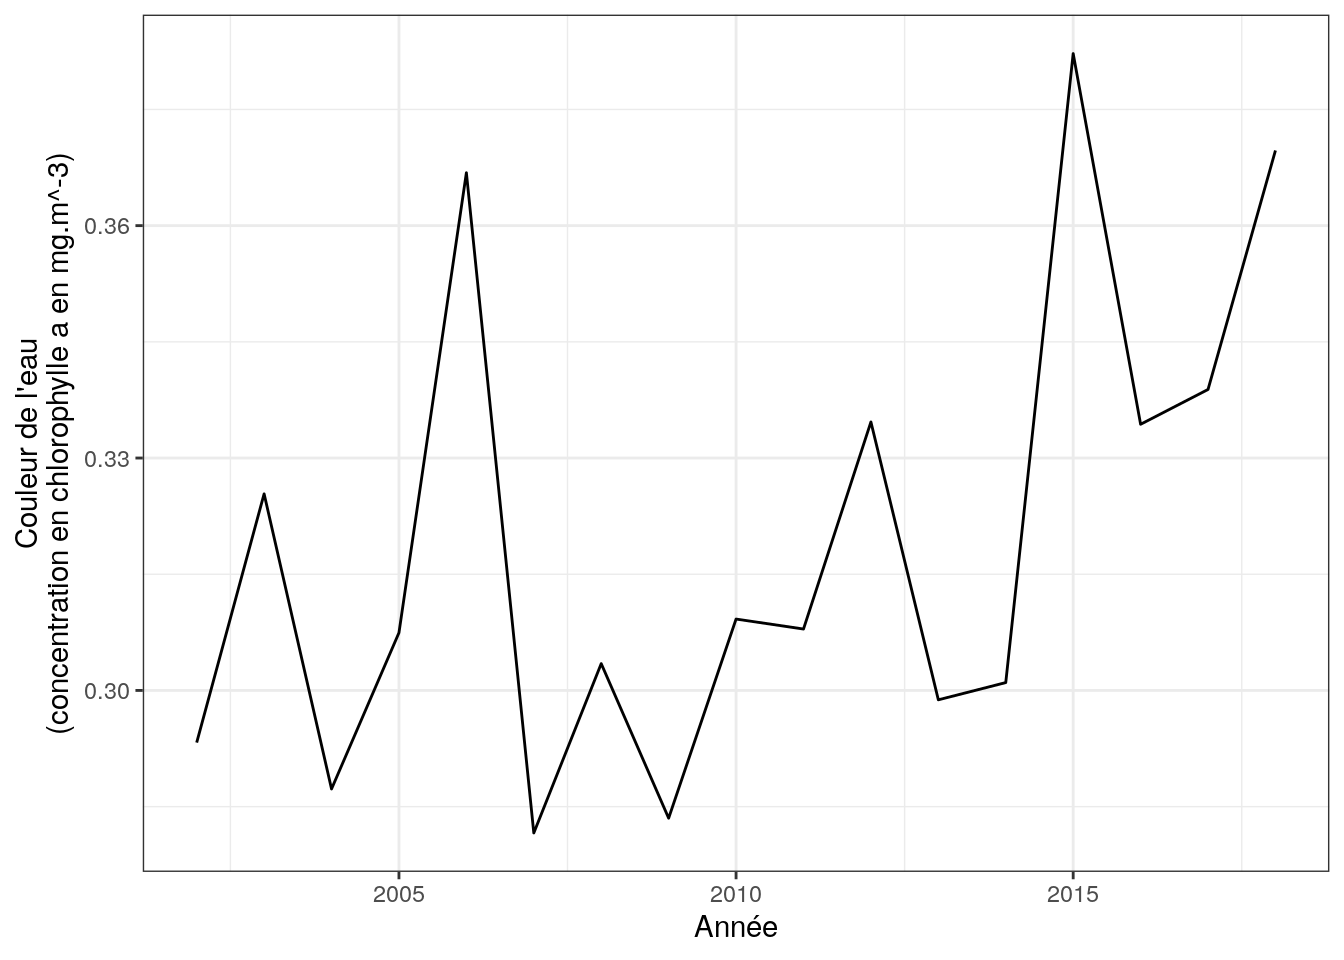 Couleur de l'eau
(concentration en chlorophylle a en mg.m^-3)
0.36
0.33
0.30
2005
2010
2015
Année